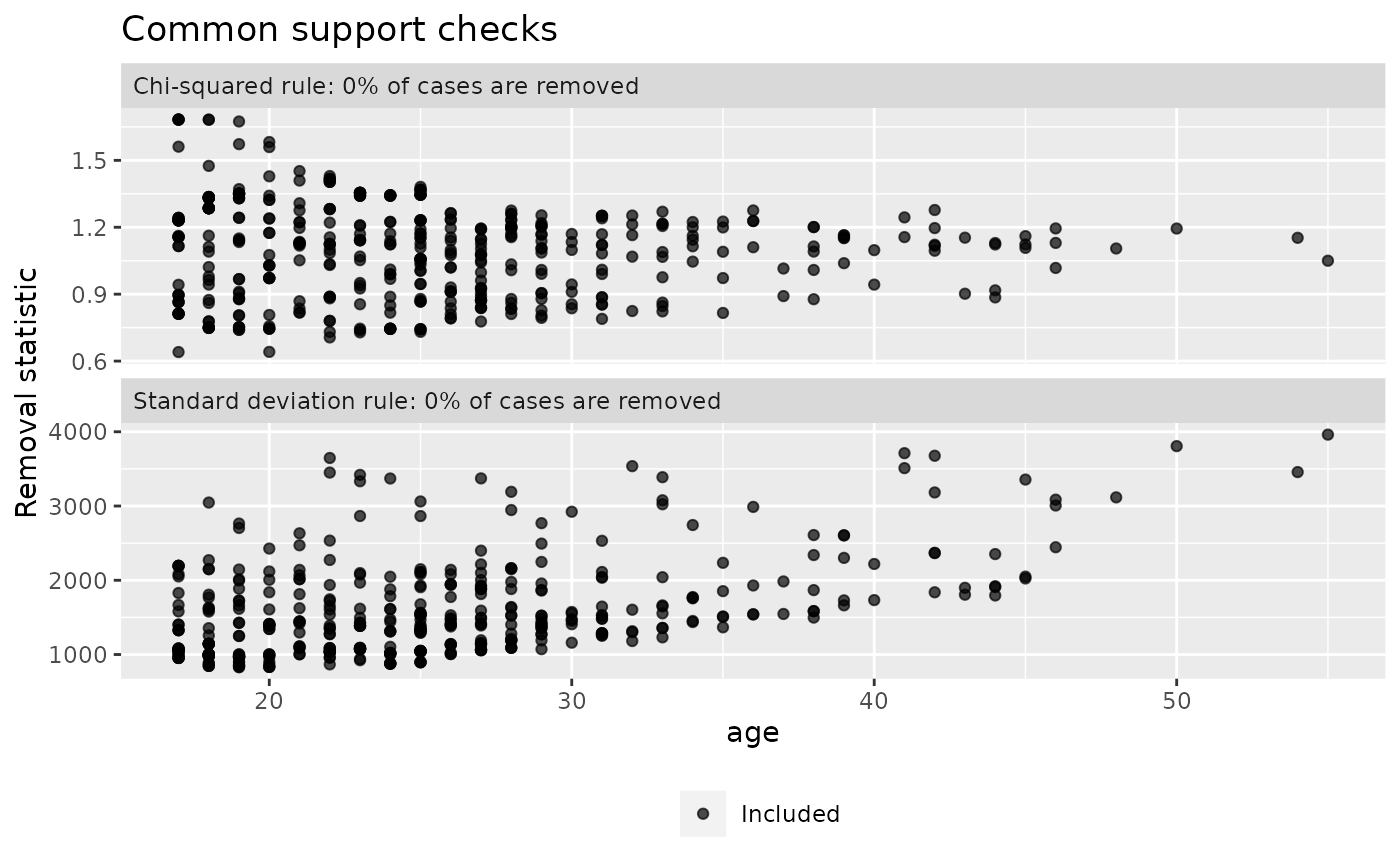 Common support checks
Chi-squared rule: 0% of cases are removed
1.5
1.2
0.9
0.6
Removal statistic
Standard deviation rule: 0% of cases are removed
4000
3000
2000
1000
20 30 40 50
age
Included